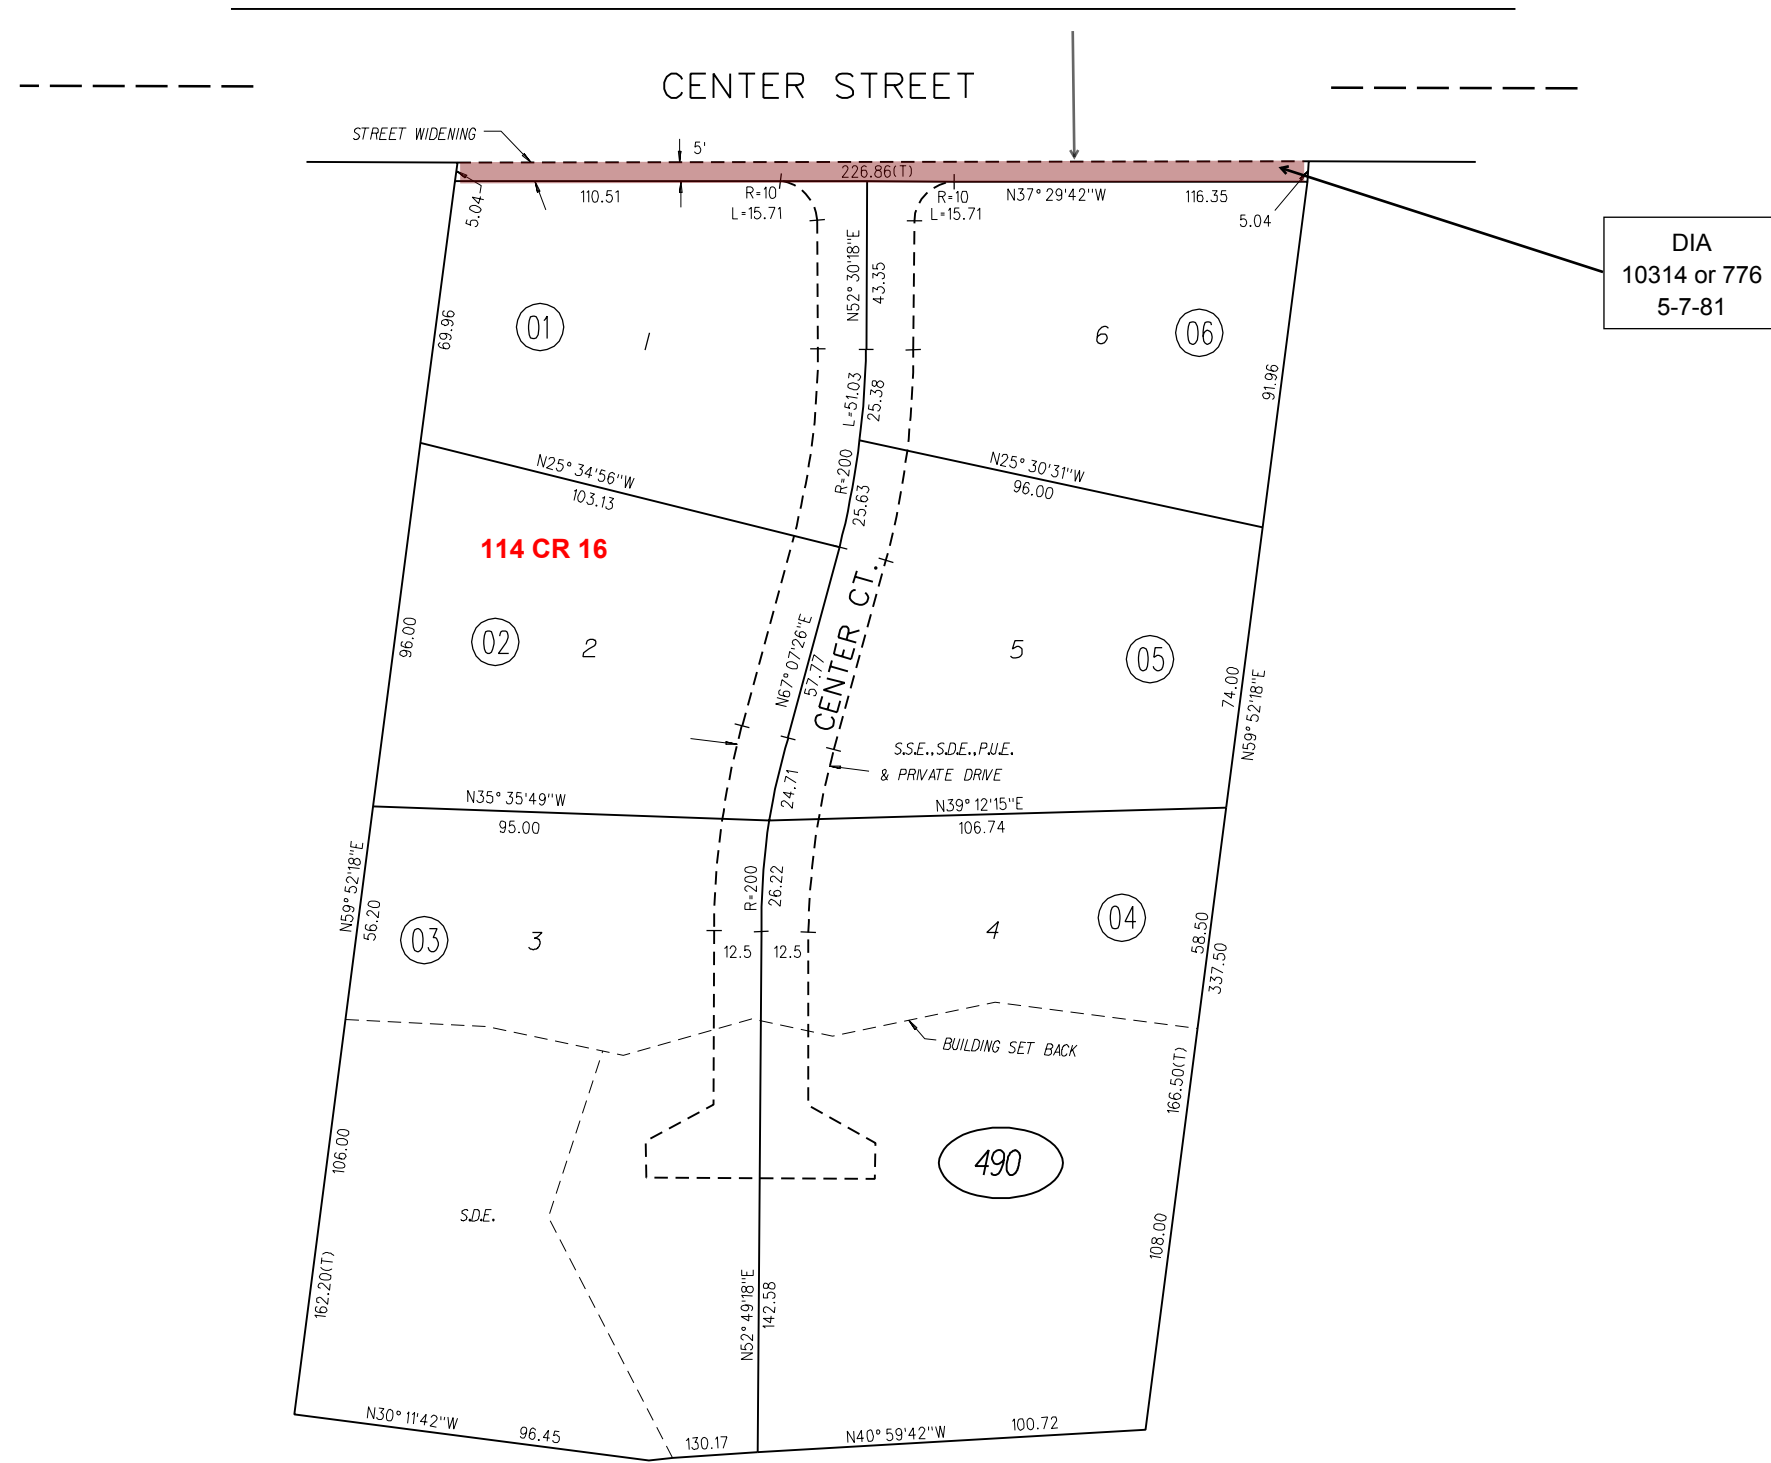 CENTER STREET
STREET WIDENING
5'
226.86(T)
5.04
110.51
R=10
L=15.71
R=10
L=15.71
N37° 29'42"W
116.35
5.04
DIA
10314 or 776
5-7-81
N52° 30'18"E
43.35
69.96
01
1
6
06
91.96
L=51.03
25.38
N25° 34'56"W
103.13
R=200
25.63
N25° 30'31"W
96.00
114 CR 16
96.00
02
2
N67° 07'26"E
57.77
CENTER CT.
5
05
74.00
N59° 52'18"E
S.S.E.,S.D.E.,P.U.E.
& PRIVATE DRIVE
24.71
N35° 35'49"W
95.00
N39° 12'15"E
106.74
N59° 52'18"E
56.20
03
3
R=200
26.22
12.5
12.5
4
04
58.50
337.50
BUILDING SET BACK
166.50(T)
106.00
490
S.D.E.
108.00
162.20(T)
N52° 49'18"E
142.58
N30° 11'42"W
96.45
130.17
N40° 59'42"W
100.72